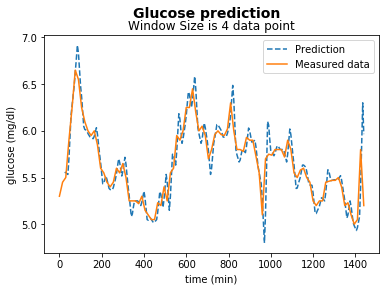 Glucose prediction
Window Size is 4 data point
7.0
6.5
6.0
5.5
5.0
glucose (mg/dl)
Prediction
Measured data
0 200 400 600 800 1000 1200 1400
time (min)